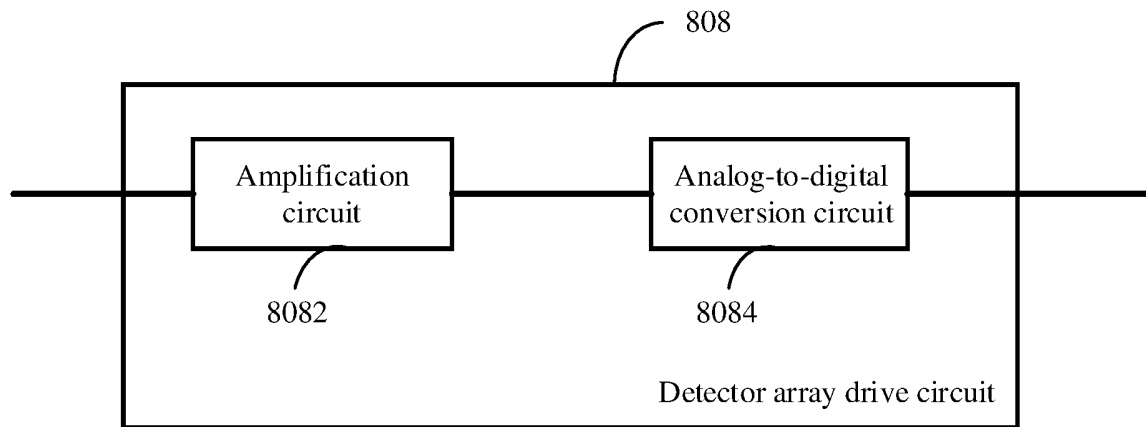 808
Amplification
circuit
Analog-to-digital
conversion circuit
8082
8084
Detector array drive circuit